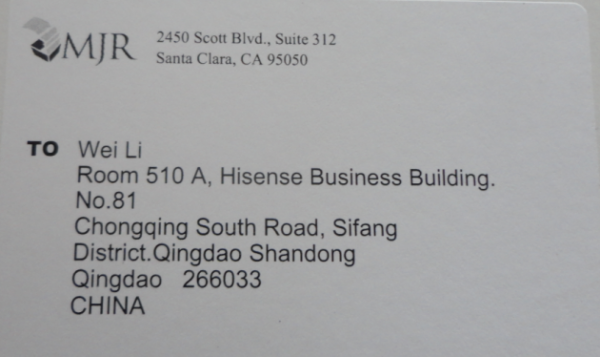 MJR
2450 Scott Blvd., Suite 312
Santa Clara, CA 95050
TO Wei Li
Room 510 A, Hisense Business Building.
No.81
Chongqing South Road, Sifang
District.Qingdao Shandong
Qingdao 266033
CHINA